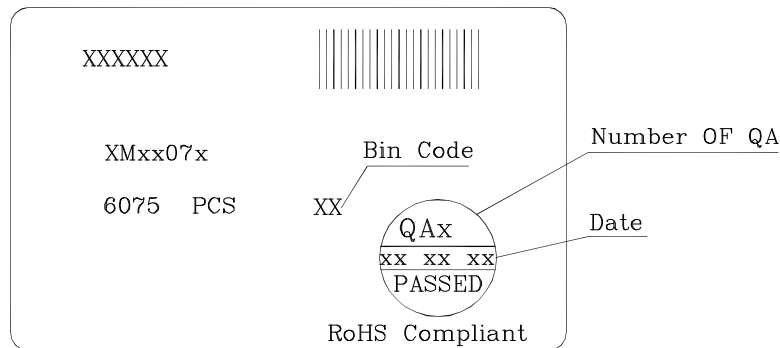 XXXXXX
Number OF QA
XMxx07x
Bin Code
6075 PCS
XX
Date
QAx
xx xx xx
PASSED
RoHS Compliant